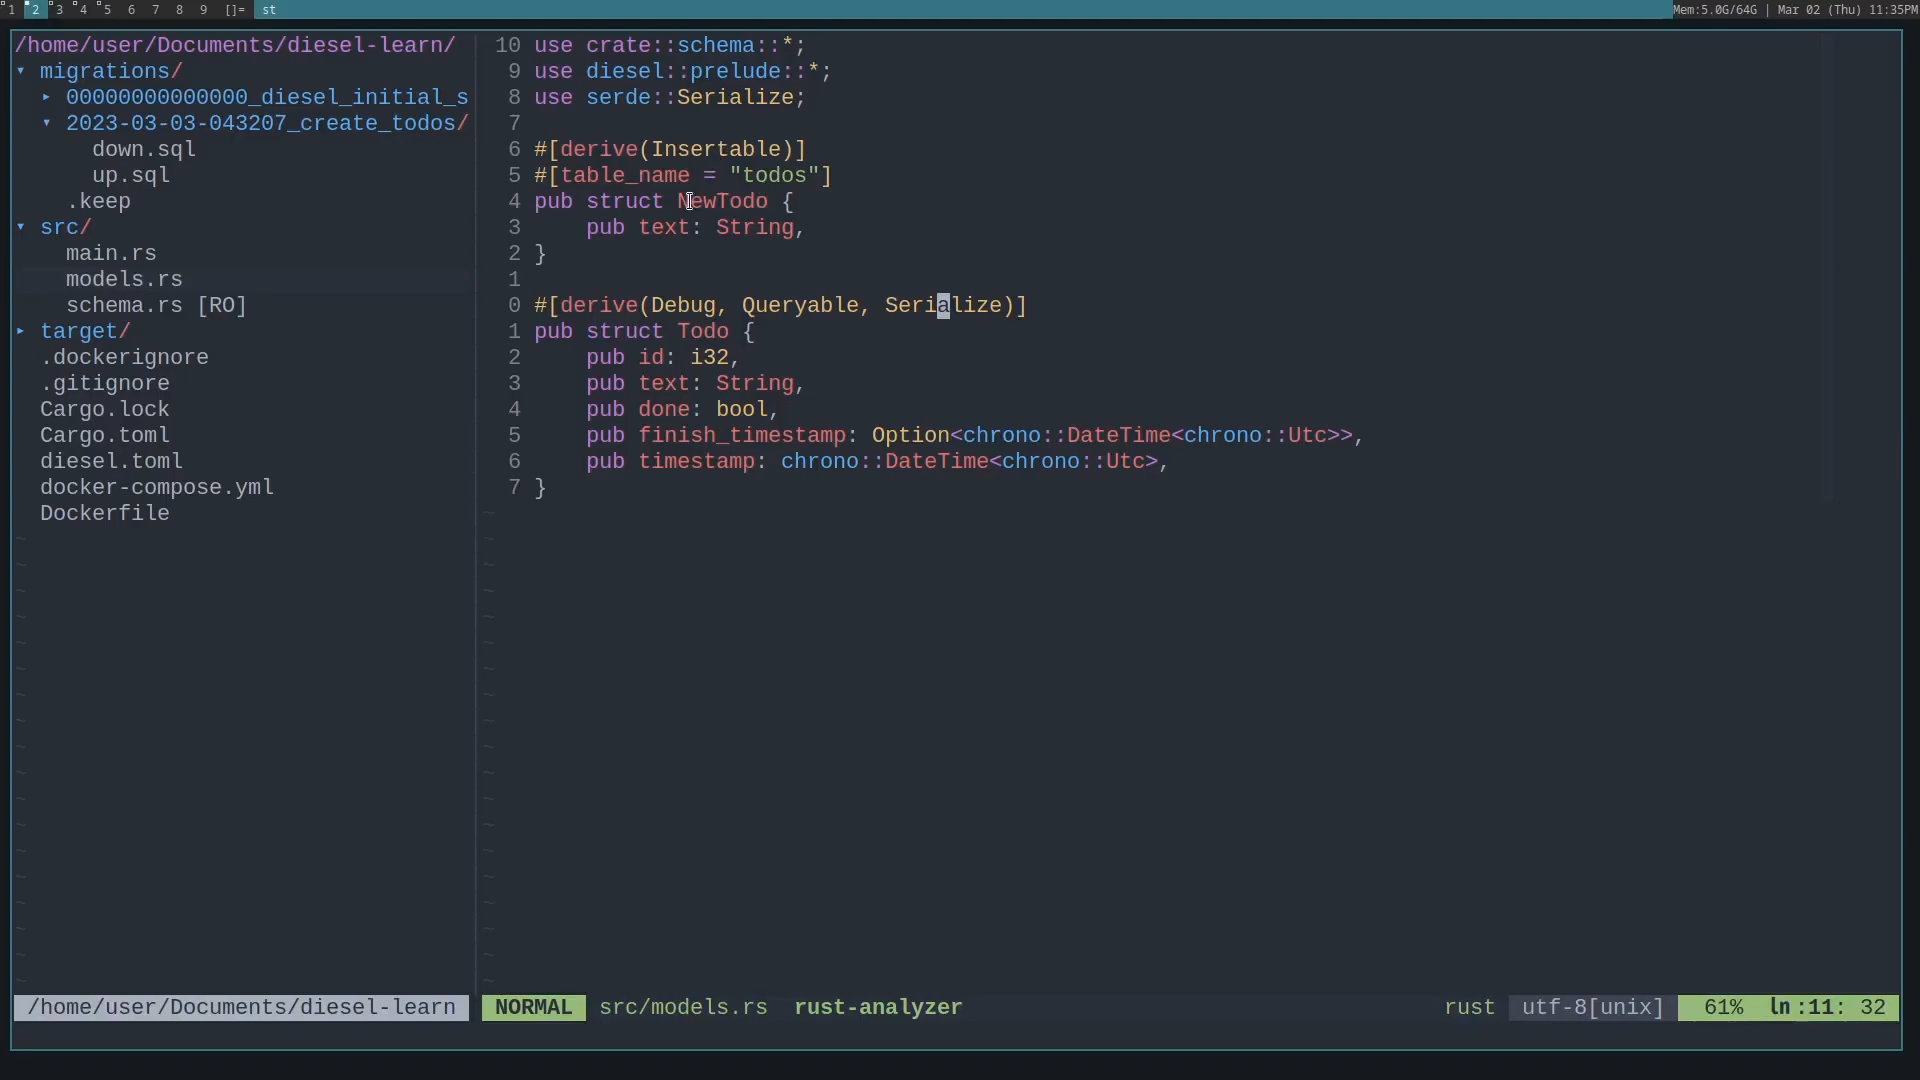 1 2 3 4 5 6 7 8 9 []= st Mem:5.0G/64G | Mar 02 (Thu) 11:35PM
/home/user/Documents/diesel-learn/
▾ migrations/
▸ 00000000000000_diesel_initial_s
▾ 2023-03-03-043207_create_todos/
down.sql
up.sql
.keep
▾ src/
main.rs
models.rs
schema.rs [RO]
▸ target/
.dockerignore
.gitignore
Cargo.lock
Cargo.toml
diesel.toml
docker-compose.yml
Dockerfile
10 use crate::schema::*;
9 use diesel::prelude::*;
8 use serde::Serialize;
7
6 #[derive(Insertable)]
5 #[table_name = "todos"]
4 pub struct NewTodo {
3     pub text: String,
2 }
1
0 #[derive(Debug, Queryable, Serialize)]
1 pub struct Todo {
2     pub id: i32,
3     pub text: String,
4     pub done: bool,
5     pub finish_timestamp: Option<chrono::DateTime<chrono::Utc>>,
6     pub timestamp: chrono::DateTime<chrono::Utc>,
7 }
/home/user/Documents/diesel-learn NORMAL src/models.rs rust-analyzer rust utf-8[unix] 61% ln:11: 32